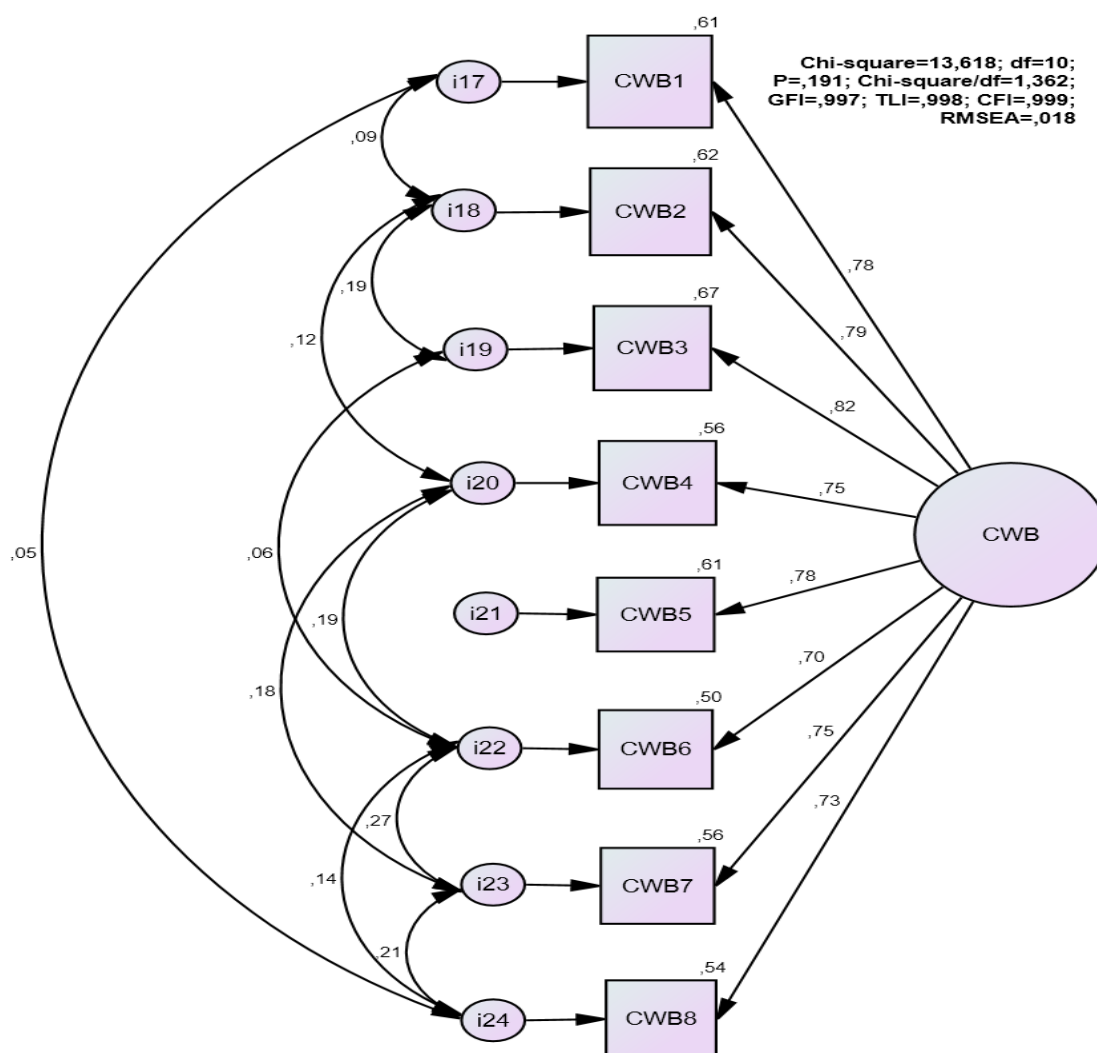 ,61
Chi-square=13,618; df=10;
P=,191; Chi-square/df=1,362;
GFI=,997; TLI=,998; CFI=,999;
RMSEA=,018
i17
CWB1
,09
,62
i18
CWB2
,78
,19
,67
,12
,79
i19
CWB3
,82
,56
i20
CWB4
,75
CWB
,05
,06
,61
,78
i21
CWB5
,19
,70
,18
,50
i22
CWB6
,75
,27
,73
,56
,14
i23
CWB7
,21
,54
i24
CWB8